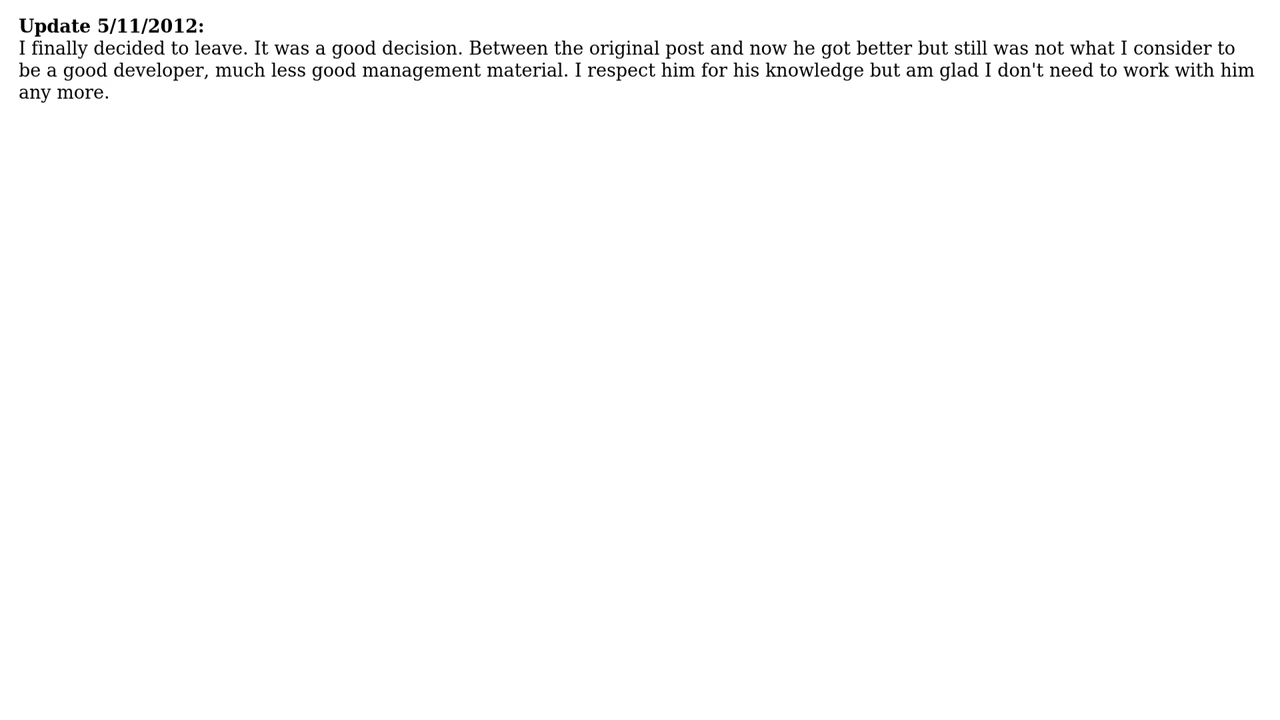 Update 5/11/2012:
I finally decided to leave. It was a good decision. Between the original post and now he got better but still was not what I consider to
be a good developer, much less good management material. I respect him for his knowledge but am glad I don't need to work with him
any more.